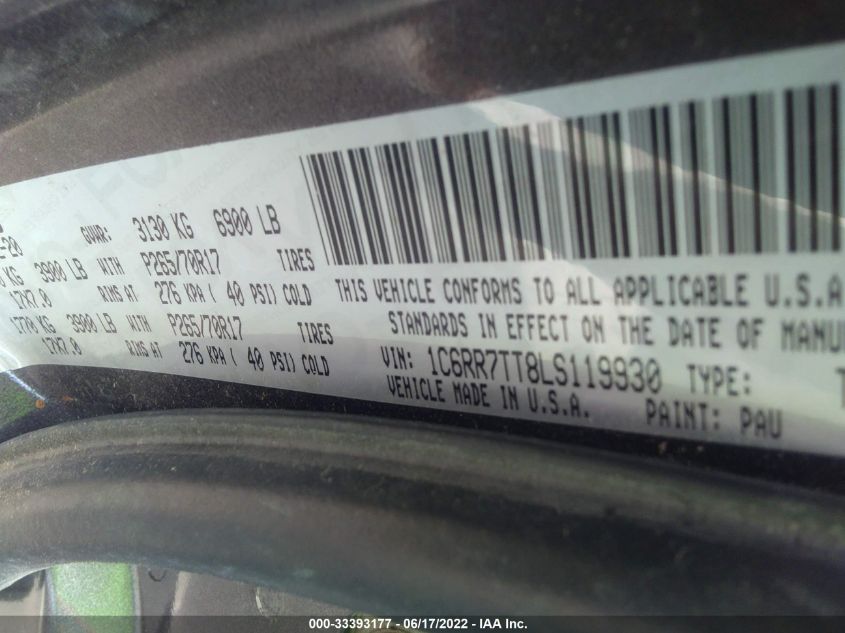 2-20
GVWR: 3130 KG 6900 LB
KG 3900 LB WITH P265/70R17 TIRES
17X7.0 RIMS AT 276 KPA ( 40 PSI) COLD
1770 KG 3900 LB WITH P265/70R17 TIRES
17X7.0 RIMS AT 276 KPA ( 40 PSI) COLD
THIS VEHICLE CONFORMS TO ALL APPLICABLE U.S.A
STANDARDS IN EFFECT ON THE DATE OF MANU
VIN: 1C6RR7TT8LS119930 TYPE: T
VEHICLE MADE IN U.S.A. PAINT: PAU
000-33393177 - 06/17/2022 - IAA Inc.